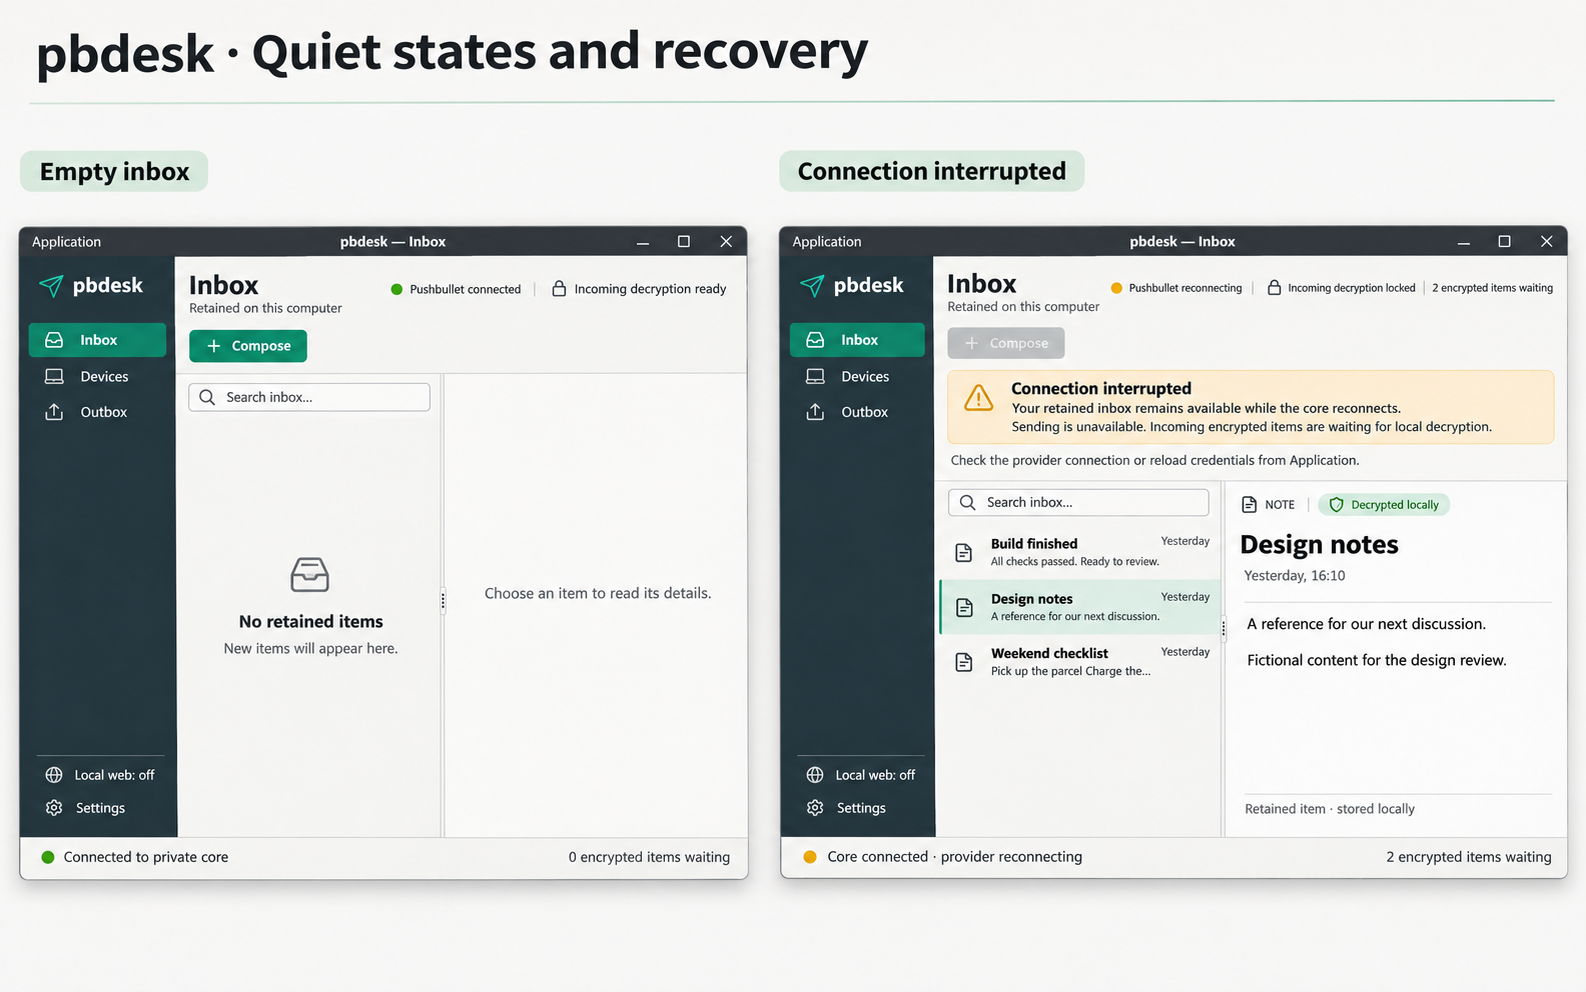 pbdesk · Quiet states and recovery
Empty inbox
Application
pbdesk — Inbox
pbdesk
Inbox
Devices
Outbox
Local web: off
Settings
Inbox
Retained on this computer
Pushbullet connected
Incoming decryption ready
+ Compose
Search inbox...
No retained items
New items will appear here.
Choose an item to read its details.
Connected to private core
0 encrypted items waiting
Connection interrupted
Application
pbdesk — Inbox
pbdesk
Inbox
Devices
Outbox
Local web: off
Settings
Inbox
Retained on this computer
Pushbullet reconnecting
Incoming decryption locked
2 encrypted items waiting
+ Compose
Connection interrupted
Your retained inbox remains available while the core reconnects.
Sending is unavailable. Incoming encrypted items are waiting for local decryption.
Check the provider connection or reload credentials from Application.
Search inbox...
Build finished
Yesterday
All checks passed. Ready to review.
Design notes
Yesterday
A reference for our next discussion.
Weekend checklist
Yesterday
Pick up the parcel Charge the...
NOTE
Decrypted locally
Design notes
Yesterday, 16:10
A reference for our next discussion.
Fictional content for the design review.
Retained item · stored locally
Core connected · provider reconnecting
2 encrypted items waiting